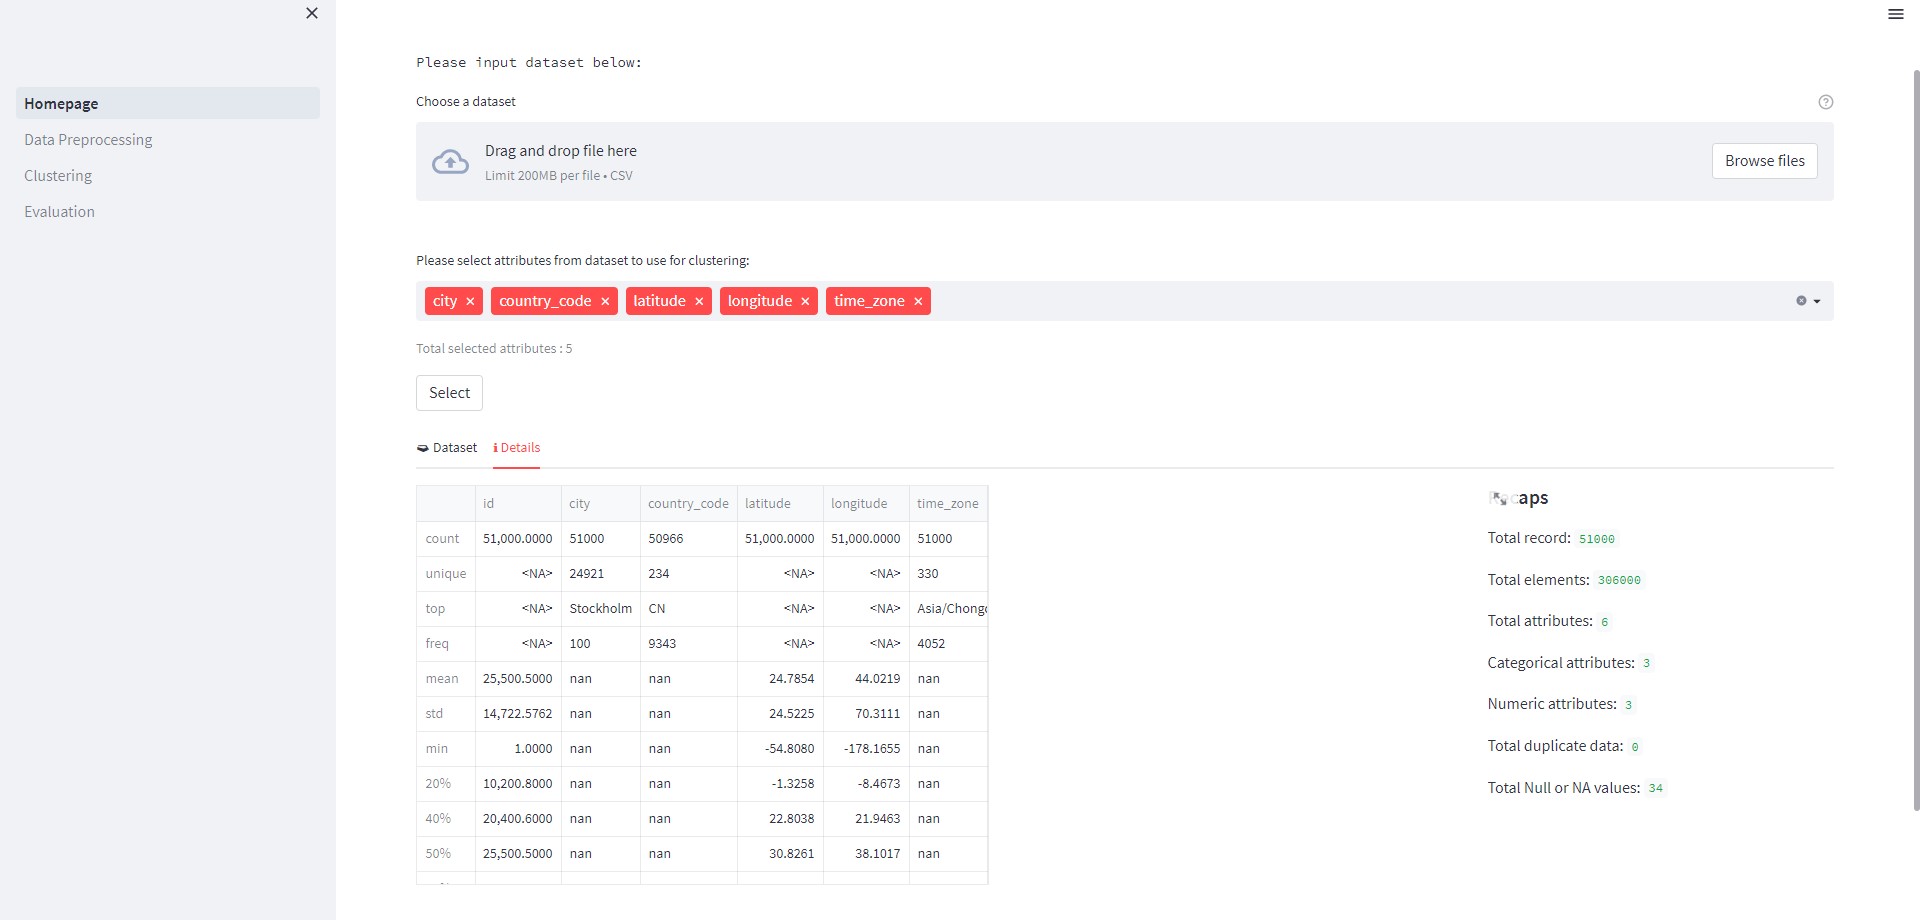 Homepage
Data Preprocessing
Clustering
Evaluation
Please input dataset below:
Choose a dataset
Drag and drop file here
Limit 200MB per file • CSV
Browse files
Please select attributes from dataset to use for clustering:
city × country_code × latitude × longitude × time_zone ×
Total selected attributes : 5
Select
Dataset Details
id city country_code latitude longitude time_zone
count 51,000.0000 51000 50966 51,000.0000 51,000.0000 51000
unique <NA> 24921 234 <NA> <NA> 330
top <NA> Stockholm CN <NA> <NA>
freq <NA> 100 9343 <NA> <NA> 4052
mean 25,500.5000 nan nan 24.7854 44.0219 nan
std 14,722.5762 nan nan 24.5225 70.3111 nan
min 1.0000 nan nan -54.8080 -178.1655 nan
20% 10,200.8000 nan nan -1.3258 -8.4673 nan
40% 20,400.6000 nan nan 22.8038 21.9463 nan
50% 25,500.5000 nan nan 30.8261 38.1017 nan
Total record: 51000
Total elements: 306000
Total attributes: 6
Categorical attributes: 3
Numeric attributes: 3
Total duplicate data: 0
Total Null or NA values: 34